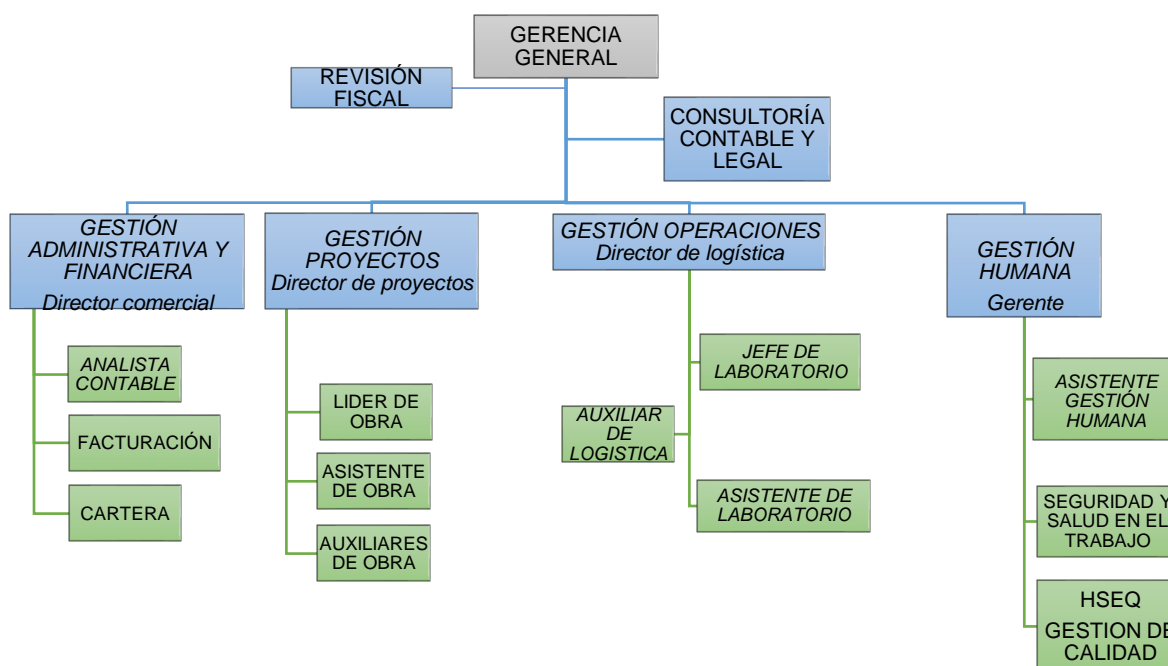 GERENCIA
GENERAL
REVISIÓN
FISCAL
CONSULTORÍA
CONTABLE Y
LEGAL
GESTIÓN
ADMINISTRATIVA Y
FINANCIERA
Director comercial
GESTIÓN
PROYECTOS
Director de proyectos
GESTIÓN OPERACIONES
Director de logística
GESTIÓN
HUMANA
Gerente
ANALISTA
CONTABLE
FACTURACIÓN
CARTERA
LIDER DE
OBRA
ASISTENTE
DE OBRA
AUXILIARES
DE OBRA
JEFE DE
LABORATORIO
AUXILIAR
DE
LOGISTICA
ASISTENTE DE
LABORATORIO
ASISTENTE
GESTIÓN
HUMANA
SEGURIDAD Y
SALUD EN EL
TRABAJO
HSEQ
GESTION DE
CALIDAD